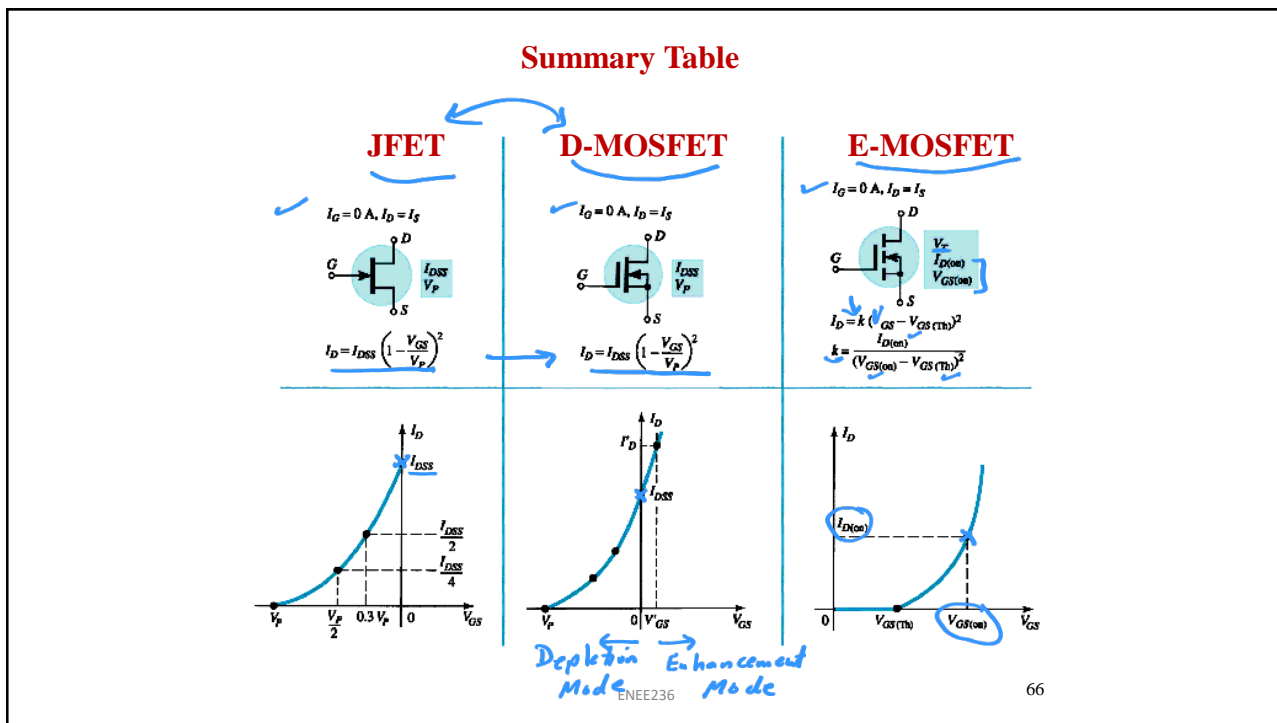 Summary Table
JFET
I_G = 0 A, I_D = I_S
D
G
S
I_DSS
V_P
I_D = I_DSS (1 − V_GS/V_P)²
D-MOSFET
I_G = 0 A, I_D = I_S
D
G
S
I_DSS
V_P
I_D = I_DSS (1 − V_GS/V_P)²
E-MOSFET
I_G = 0 A, I_D = I_S
D
G
S
V_T
I_D(on)
V_GS(on)
I_D = k (V_GS − V_GS(Th))²
k = I_D(on)/(V_GS(on) − V_GS(Th))²
I_D
I_DSS
I_DSS/2
I_DSS/4
V_P
V_P/2
0.3 V_P
0
V_GS
I_D
I'_D
I_DSS
V_P
0
V'_GS
V_GS
I_D
I_D(on)
0
V_GS(Th)
V_GS(on)
V_GS
Depletion Enhancement
Mode Mode
ENEE236
66